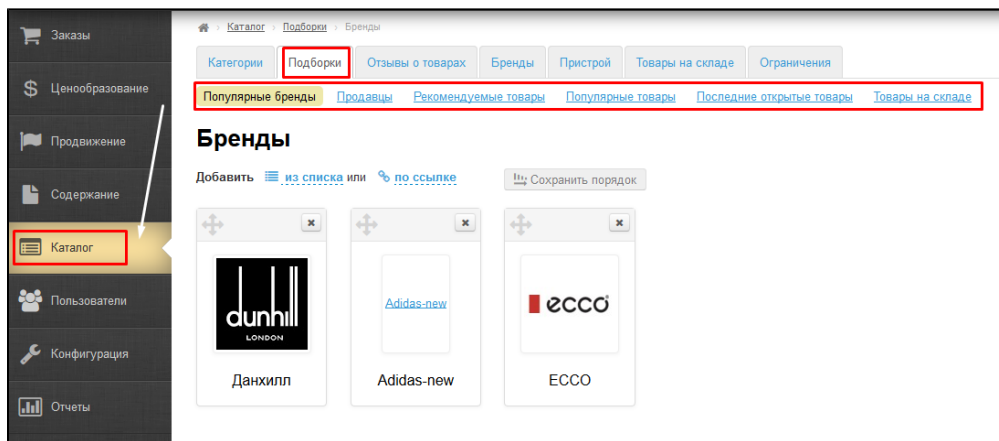 Каталог Подборки Бренды
Категории Подборки Отзывы о товарах Бренды Пристрой Товары на складе Ограничения
Популярные бренды Продавцы Рекомендуемые товары Популярные товары Последние открытые товары Товары на складе
Заказы
Ценообразование
Продвижение
Содержание
Каталог
Пользователи
Конфигурация
Отчеты
Бренды
Добавить из списка или по ссылке Сохранить порядок
dunhill
LONDON
Adidas-new
ecco
Данхилл Adidas-new ECCO